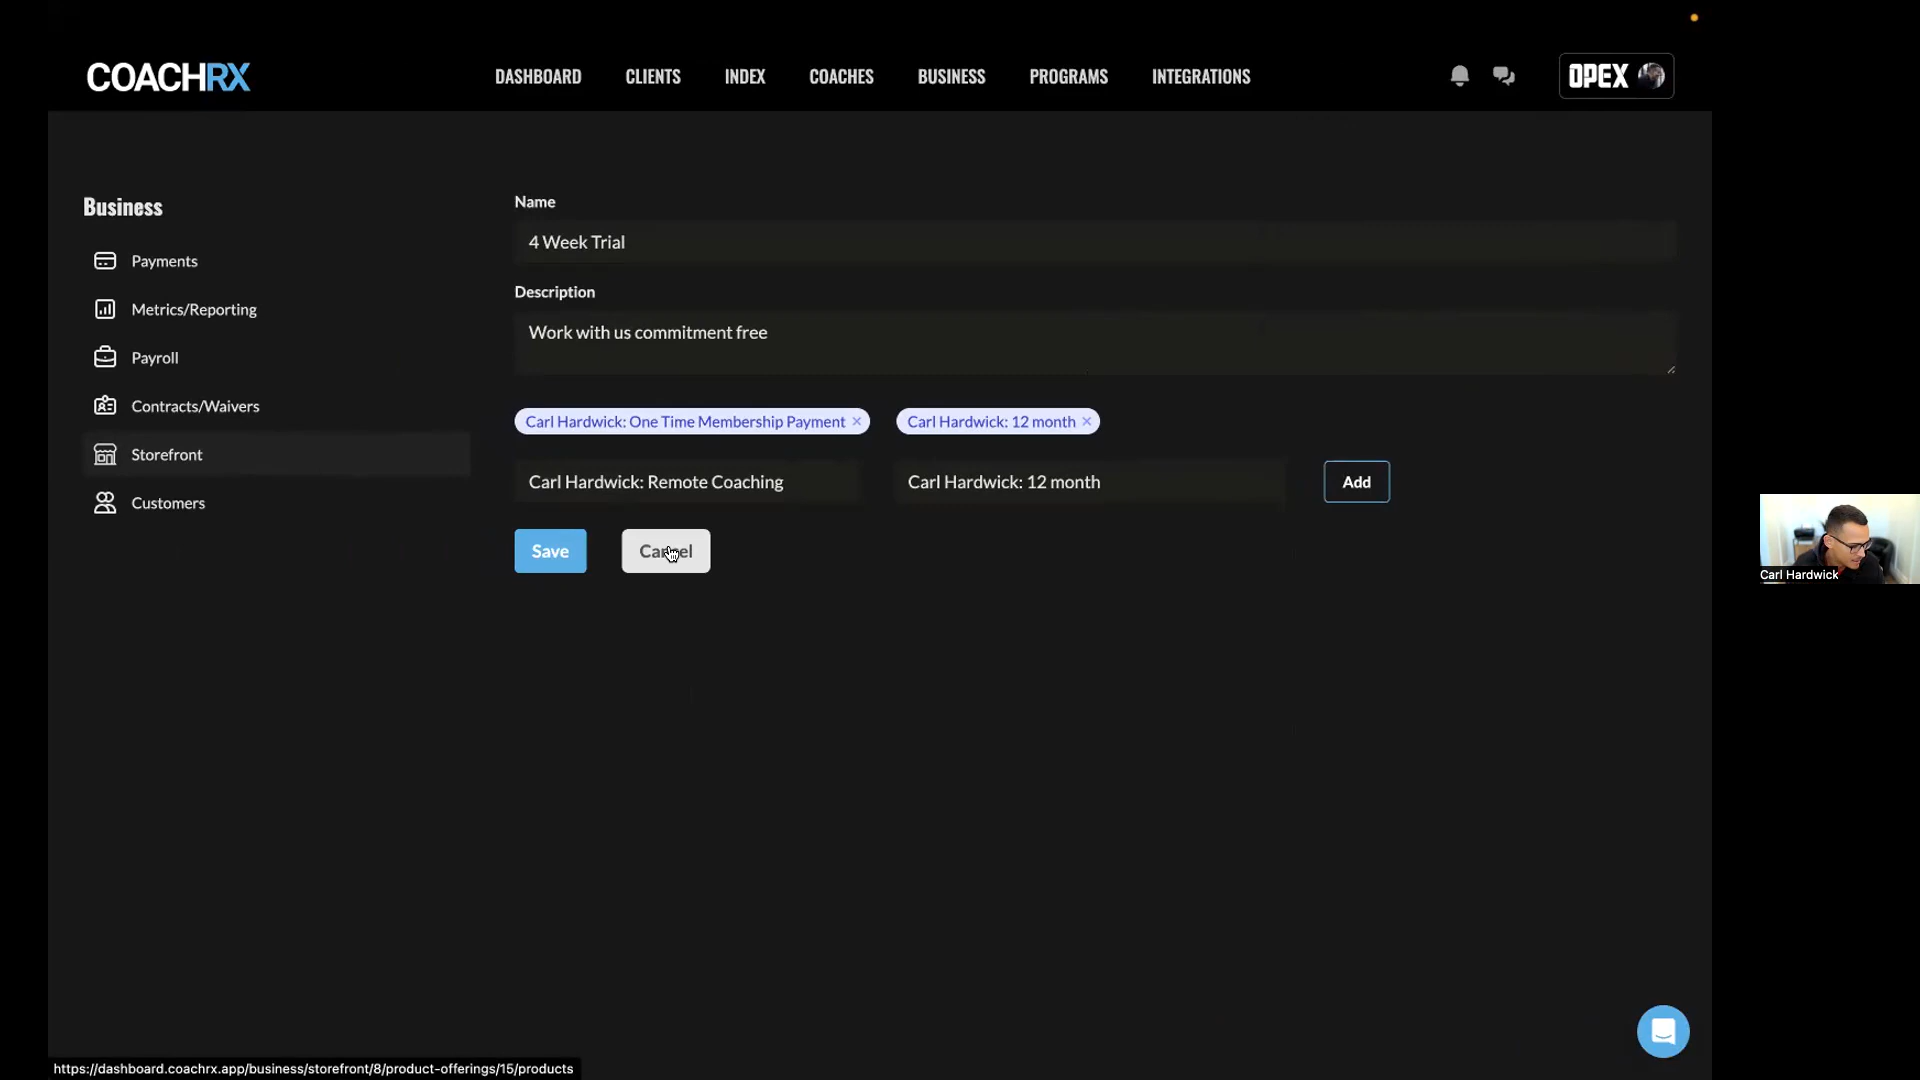 COACHRX
DASHBOARD
CLIENTS
INDEX
COACHES
BUSINESS
PROGRAMS
INTEGRATIONS
OPEX
Business
Payments
Metrics/Reporting
Payroll
Contracts/Waivers
Storefront
Customers
Name
4 Week Trial
Description
Work with us commitment free
Carl Hardwick: One Time Membership Payment ×
Carl Hardwick: 12 month ×
Carl Hardwick: Remote Coaching
Carl Hardwick: 12 month
Add
Save
Cancel
Carl Hardwick
https://dashboard.coachrx.app/business/storefront/8/product-offerings/15/products